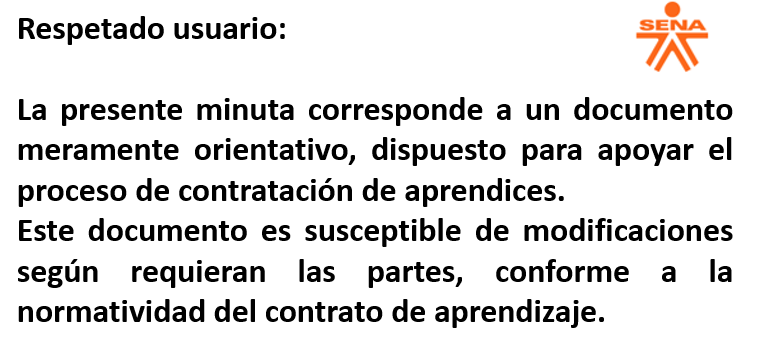 Respetado usuario:
SENA
La presente minuta corresponde a un documento
meramente orientativo, dispuesto para apoyar el
proceso de contratación de aprendices.
Este documento es susceptible de modificaciones
según requieran las partes, conforme a la
normatividad del contrato de aprendizaje.